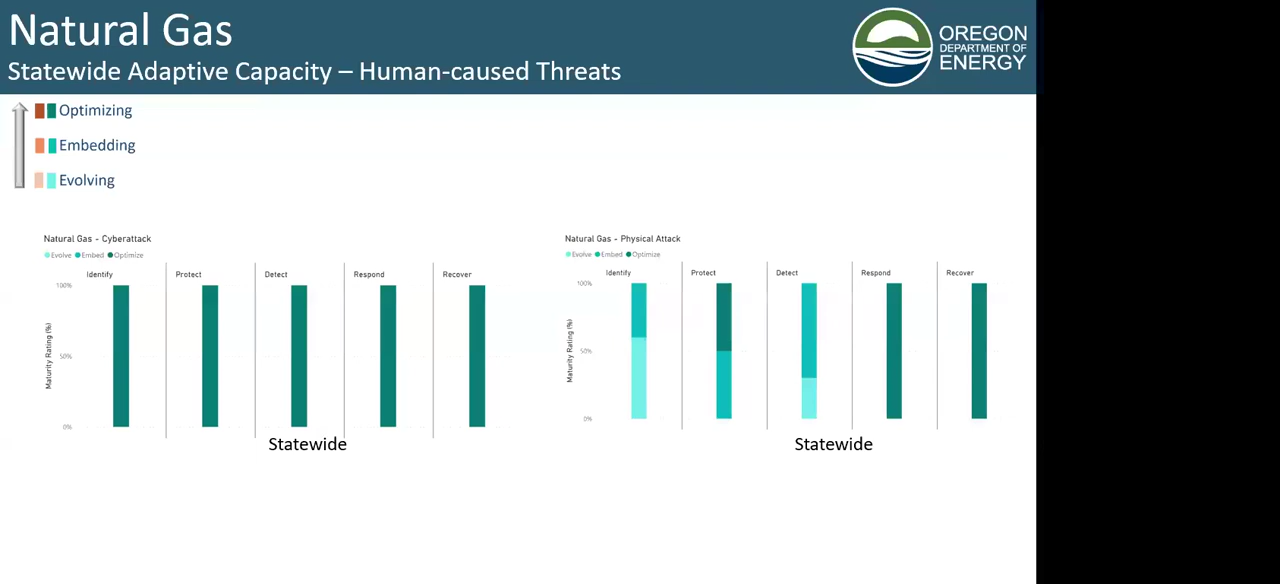 Natural Gas
Statewide Adaptive Capacity – Human-caused Threats
OREGON
DEPARTMENT OF
ENERGY
Optimizing
Embedding
Evolving
Natural Gas - Cyberattack
Evolve Embed Optimize
Identify Protect Detect Respond Recover
100%
50%
0%
Maturity Rating (%)
Statewide
Natural Gas - Physical Attack
Evolve Embed Optimize
Identify Protect Detect Respond Recover
100%
50%
0%
Maturity Rating (%)
Statewide